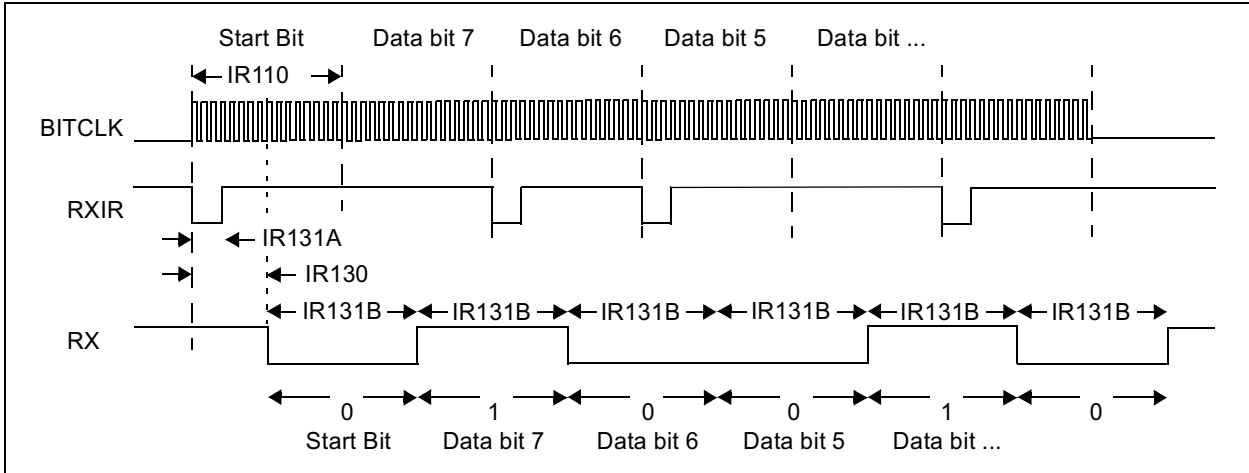 Start Bit Data bit 7 Data bit 6 Data bit 5 Data bit ...
IR110
BITCLK
RXIR
IR131A
IR130
IR131B IR131B IR131B IR131B IR131B IR131B
RX
0 1 0 0 1 0
Start Bit Data bit 7 Data bit 6 Data bit 5 Data bit ...